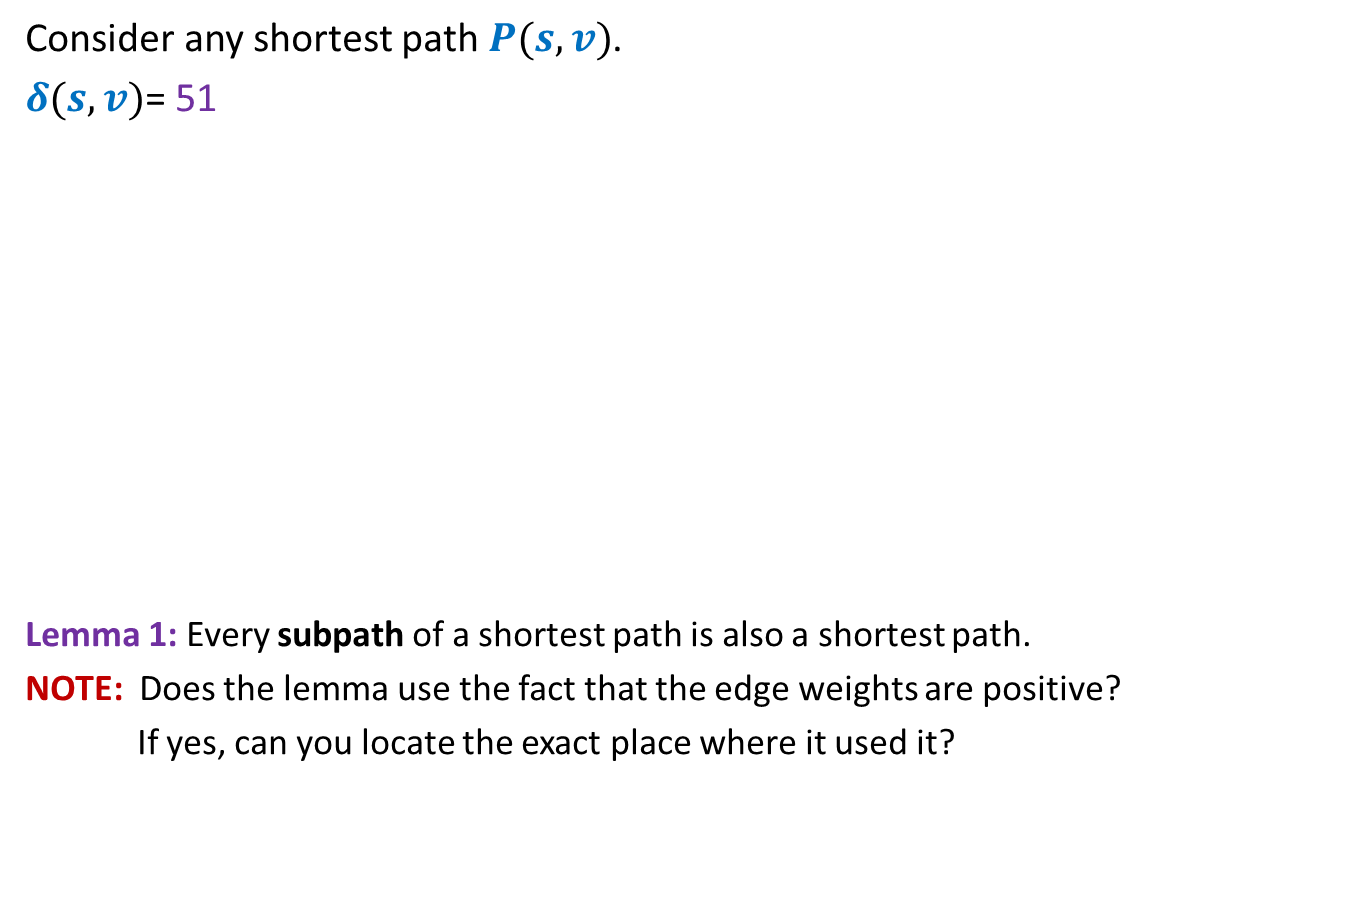 Consider any shortest path P(s, v).
δ(s, v)= 51
Lemma 1: Every subpath of a shortest path is also a shortest path.
NOTE: Does the lemma use the fact that the edge weights are positive?
If yes, can you locate the exact place where it used it?